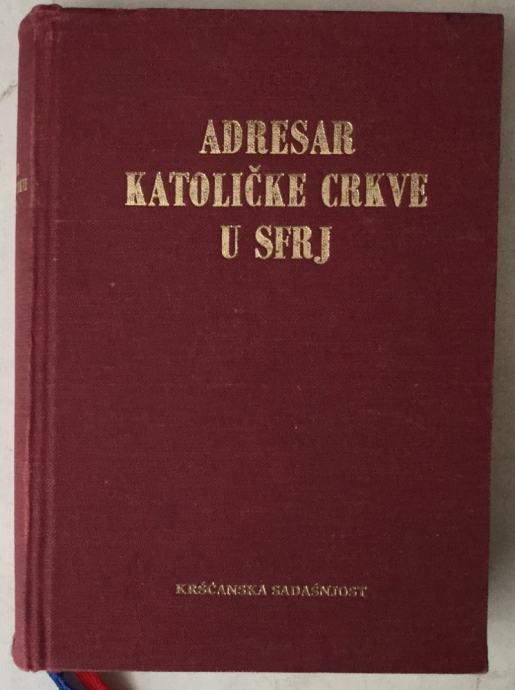 ADRESAR
KATOLIČKE CRKVE
U SFRJ
KRŠĆANSKA SADAŠNJOST